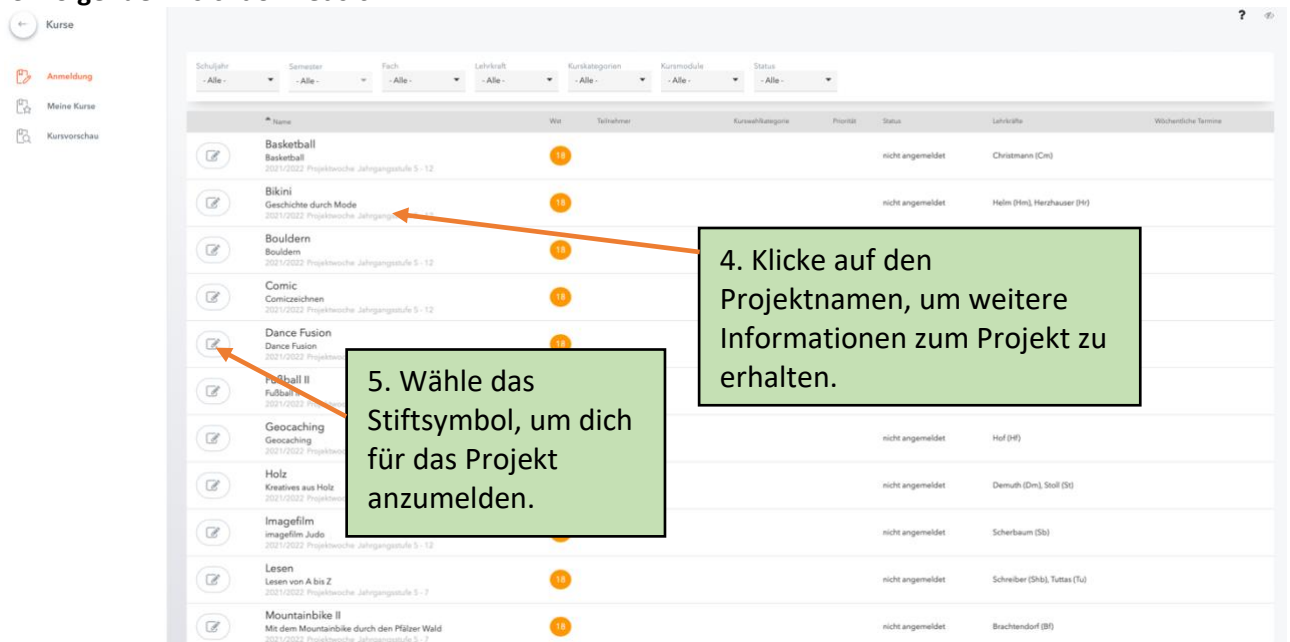 Kurse
?
Anmeldung
Meine Kurse
Kursvorschau
Schuljahr Semester Fach Lehrkraft Kurskategorien Kursmodule Status
- Alle - - Alle - - Alle - - Alle - - Alle - - Alle - - Alle -
Name Wst Teilnehmer Kurswahlkategorie Priorität Status Lehrkräfte Wöchentliche Termine
Basketball
Basketball 18 nicht angemeldet Christmann (Cm)
2021/2022 Projektwoche Jahrgangsstufe 5 - 12
Bikini
Geschichte durch Mode 18 nicht angemeldet Helm (Hm), Herzhauser (Hr)
2021/2022 Projektwoche
Bouldern
Bouldern 18
2021/2022 Projektwoche Jahrgangsstufe 5 - 12
Comic
Comiczeichnen 18
2021/2022 Projektwoche Jahrgangsstufe 5 - 12
Dance Fusion
Dance Fusion 18
2021/2022
4. Klicke auf den
Projektnamen, um weitere
Informationen zum Projekt zu
erhalten.
5. Wähle das
Stiftsymbol, um dich
für das Projekt
anzumelden.
Fußball II
Fußball
2021/2022
Geocaching
Geocaching nicht angemeldet Hof (Hf)
2021/2022
Holz
Kreatives aus Holz nicht angemeldet Demuth (Dm), Stoll (St)
2021/2022
Imagefilm
imagefilm Judo nicht angemeldet Scherbaum (Sb)
2021/2022 Projektwoche Jahrgangsstufe 5 - 12
Lesen
Lesen von A bis Z 18 nicht angemeldet Schreiber (Shb), Tuttas (Tu)
2021/2022 Projektwoche Jahrgangsstufe 5 - 7
Mountainbike II
Mit dem Mountainbike durch den Pfälzer Wald 18 nicht angemeldet Brachtendorf (Bf)
2021/2022 Projektwoche Jahrgangsstufe 5 - 7